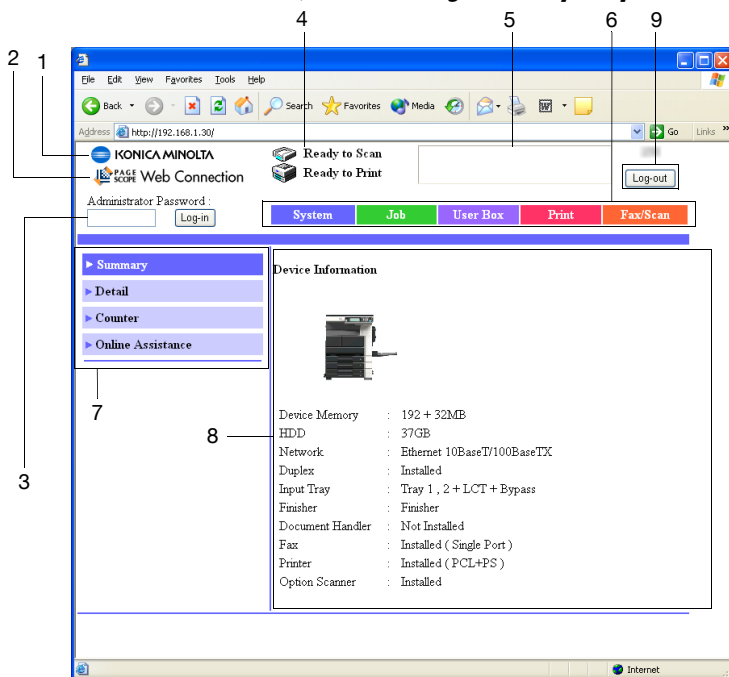 4 5 6 9
2 1
File Edit View Favorites Tools Help
Back Search Favorites Media
Address http://192.168.1.30/ Go Links »
KONICA MINOLTA
PAGE SCOPE Web Connection
Ready to Scan
Ready to Print
Log-out
Administrator Password :
Log-in
System Job User Box Print Fax/Scan
Summary
Detail
Counter
Online Assistance
Device Information
7
8
3
Device Memory : 192 + 32MB
HDD : 37GB
Network : Ethernet 10BaseT/100BaseTX
Duplex : Installed
Input Tray : Tray 1 , 2 + LCT + Bypass
Finisher : Finisher
Document Handler : Not Installed
Fax : Installed ( Single Port )
Printer : Installed ( PCL+PS )
Option Scanner : Installed
Internet